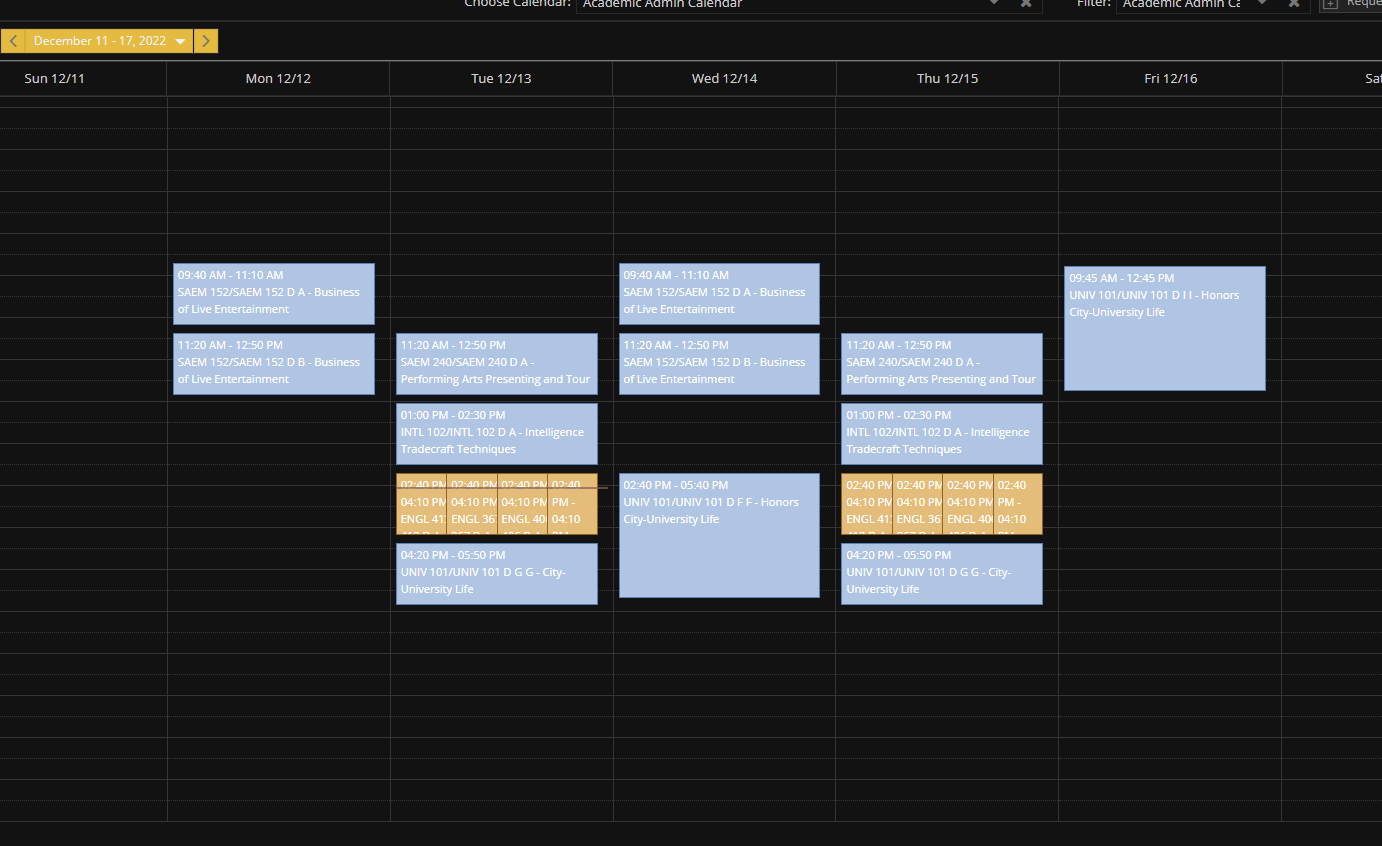 Choose Calendar: Academic Admin Calendar
Filter: Academic Admin
December 11 - 17, 2022
Sun 12/11
Mon 12/12
Tue 12/13
Wed 12/14
Thu 12/15
Fri 12/16
09:40 AM - 11:10 AM
SAEM 152/SAEM 152 D A - Business
of Live Entertainment
11:20 AM - 12:50 PM
SAEM 152/SAEM 152 D B - Business
of Live Entertainment
11:20 AM - 12:50 PM
SAEM 240/SAEM 240 D A -
Performing Arts Presenting and Tour
01:00 PM - 02:30 PM
INTL 102/INTL 102 D A - Intelligence
Tradecraft Techniques
02:40 PM
04:10 PM
ENGL
02:40 PM
04:10 PM
ENGL 367
02:40 PM
04:10 PM
ENGL 406
02:40
PM -
04:10
04:20 PM - 05:50 PM
UNIV 101/UNIV 101 D G G - City-
University Life
09:40 AM - 11:10 AM
SAEM 152/SAEM 152 D A - Business
of Live Entertainment
11:20 AM - 12:50 PM
SAEM 152/SAEM 152 D B - Business
of Live Entertainment
02:40 PM - 05:40 PM
UNIV 101/UNIV 101 D F F - Honors
City-University Life
11:20 AM - 12:50 PM
SAEM 240/SAEM 240 D A -
Performing Arts Presenting and Tour
01:00 PM - 02:30 PM
INTL 102/INTL 102 D A - Intelligence
Tradecraft Techniques
02:40 PM
04:10 PM
ENGL
02:40 PM
04:10 PM
ENGL 367
02:40 PM
04:10 PM
ENGL 406
02:40
PM -
04:10
04:20 PM - 05:50 PM
UNIV 101/UNIV 101 D G G - City-
University Life
09:45 AM - 12:45 PM
UNIV 101/UNIV 101 D I I - Honors
City-University Life